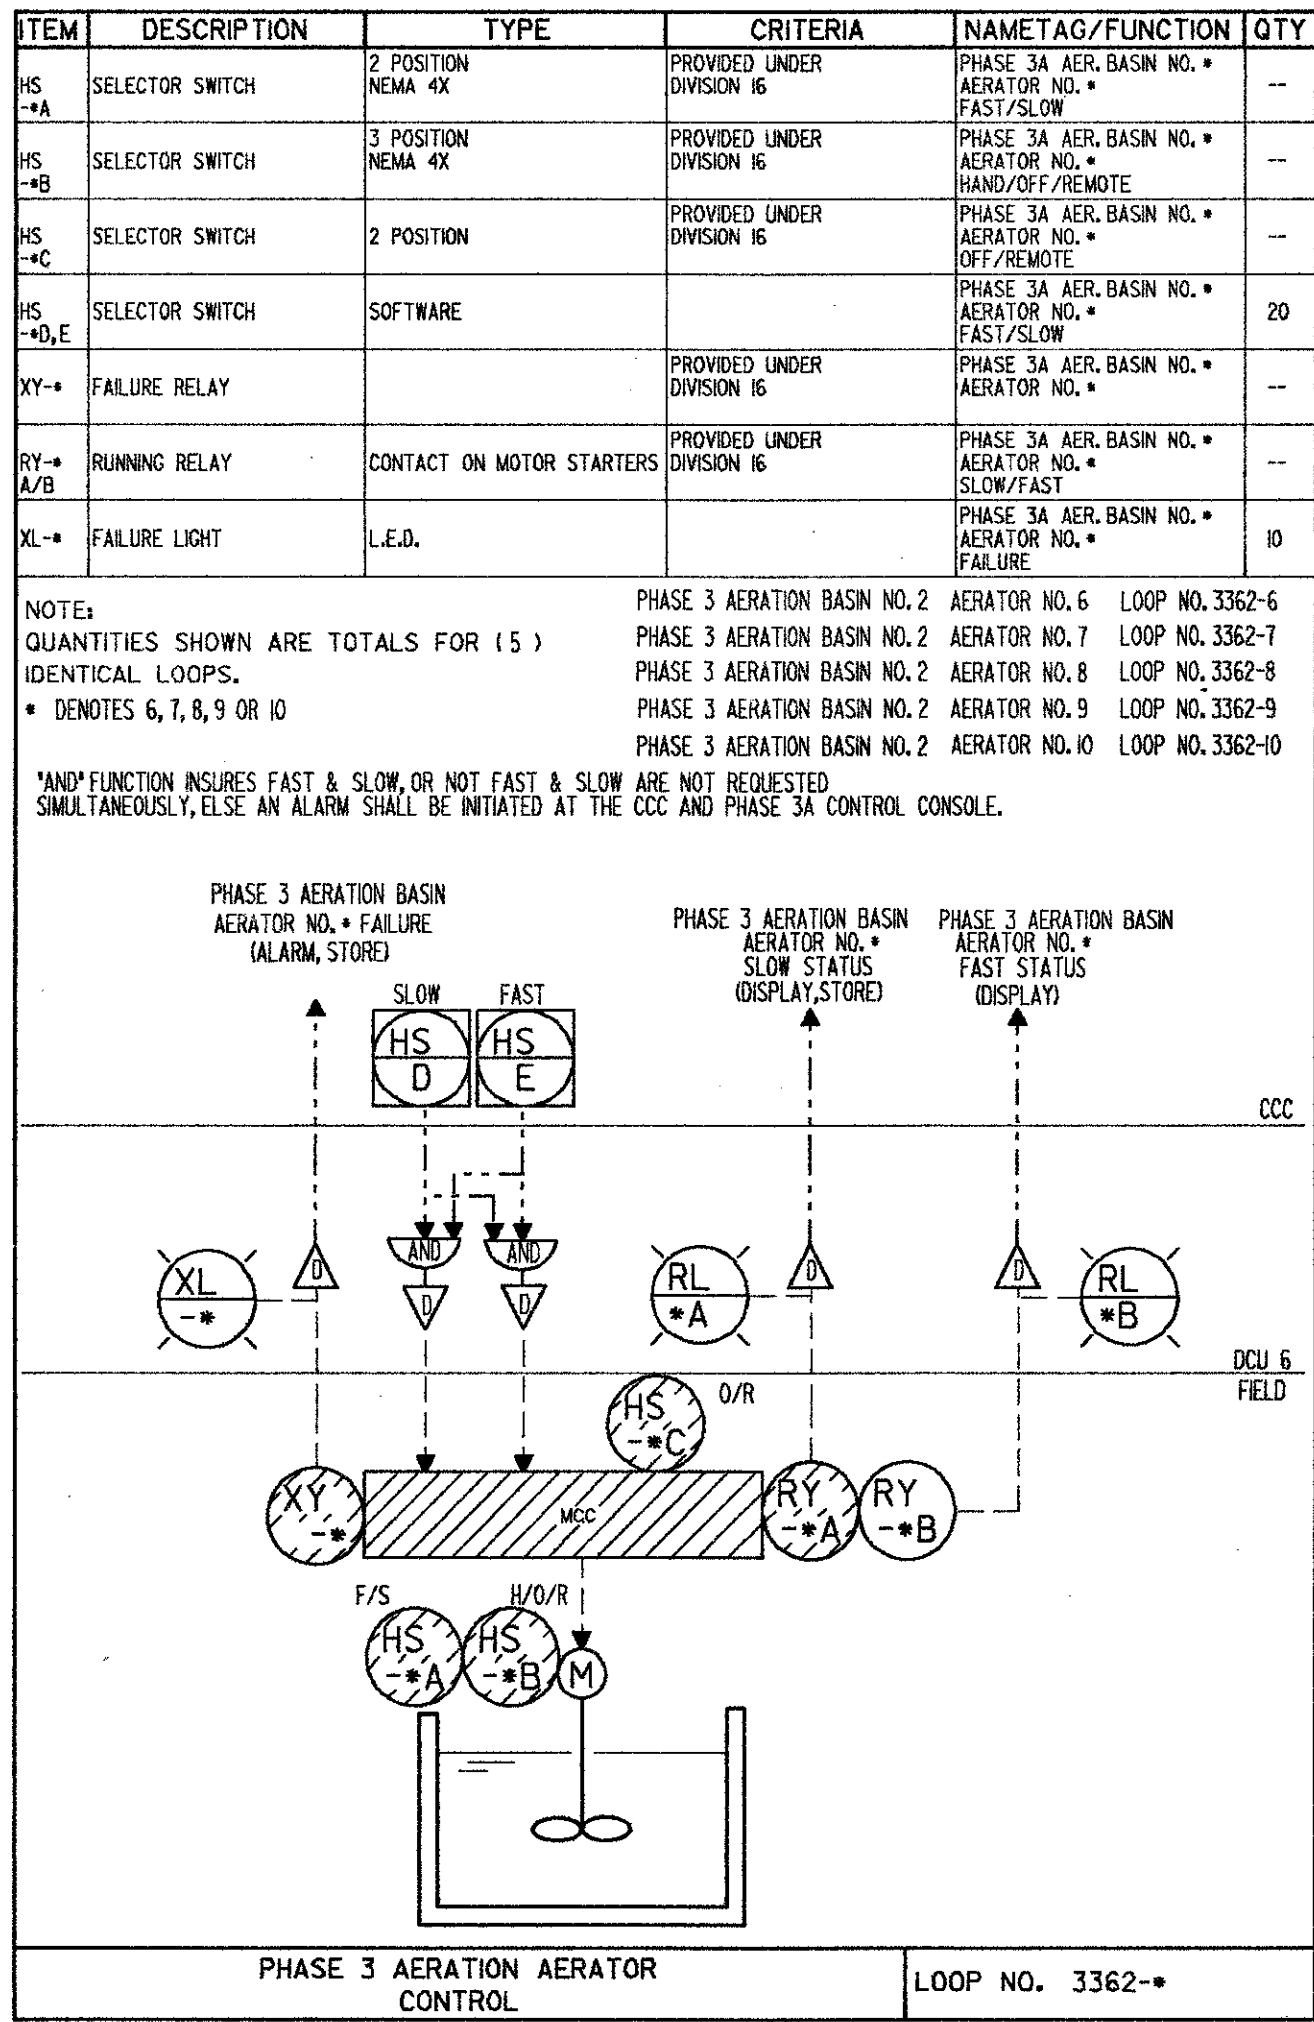 ITEM DESCRIPTION TYPE CRITERIA NAMETAG/FUNCTION QTY
HS
-*A
SELECTOR SWITCH
2 POSITION
NEMA 4X
PROVIDED UNDER
DIVISION 16
PHASE 3A AER. BASIN NO. *
AERATOR NO. *
FAST/SLOW
--
HS
-*B
SELECTOR SWITCH
3 POSITION
NEMA 4X
PROVIDED UNDER
DIVISION 16
PHASE 3A AER. BASIN NO. *
AERATOR NO. *
HAND/OFF/REMOTE
--
HS
-*C
SELECTOR SWITCH
2 POSITION
PROVIDED UNDER
DIVISION 16
PHASE 3A AER. BASIN NO. *
AERATOR NO. *
OFF/REMOTE
--
HS
-*D,E
SELECTOR SWITCH
SOFTWARE
PHASE 3A AER. BASIN NO. *
AERATOR NO. *
FAST/SLOW
20
XY-*
FAILURE RELAY
PROVIDED UNDER
DIVISION 16
PHASE 3A AER. BASIN NO. *
AERATOR NO. *
--
RY-*
A/B
RUNNING RELAY
CONTACT ON MOTOR STARTERS
PROVIDED UNDER
DIVISION 16
PHASE 3A AER. BASIN NO. *
AERATOR NO. *
SLOW/FAST
--
XL-*
FAILURE LIGHT
L.E.D.
PHASE 3A AER. BASIN NO. *
AERATOR NO. *
FAILURE
10
NOTE:
QUANTITIES SHOWN ARE TOTALS FOR (5)
IDENTICAL LOOPS.
* DENOTES 6, 7, 8, 9 OR 10
PHASE 3 AERATION BASIN NO. 2 AERATOR NO. 6 LOOP NO. 3362-6
PHASE 3 AERATION BASIN NO. 2 AERATOR NO. 7 LOOP NO. 3362-7
PHASE 3 AERATION BASIN NO. 2 AERATOR NO. 8 LOOP NO. 3362-8
PHASE 3 AERATION BASIN NO. 2 AERATOR NO. 9 LOOP NO. 3362-9
PHASE 3 AERATION BASIN NO. 2 AERATOR NO. 10 LOOP NO. 3362-10
"AND" FUNCTION INSURES FAST & SLOW, OR NOT FAST & SLOW ARE NOT REQUESTED
SIMULTANEOUSLY, ELSE AN ALARM SHALL BE INITIATED AT THE CCC AND PHASE 3A CONTROL CONSOLE.
PHASE 3 AERATION BASIN
AERATOR NO. * FAILURE
(ALARM, STORE)
PHASE 3 AERATION BASIN
AERATOR NO. *
SLOW STATUS
(DISPLAY,STORE)
PHASE 3 AERATION BASIN
AERATOR NO. *
FAST STATUS
(DISPLAY)
SLOW FAST
HS
D
HS
E
CCC
AND AND
XL
-*
D
D
D
RL
*A
D
D
RL
*B
DCU 6
FIELD
HS
-*C
O/R
XY
-*
MCC
RY
-*A
RY
-*B
F/S
H/O/R
HS
-*A
HS
-*B
M
PHASE 3 AERATION AERATOR
CONTROL
LOOP NO. 3362-*